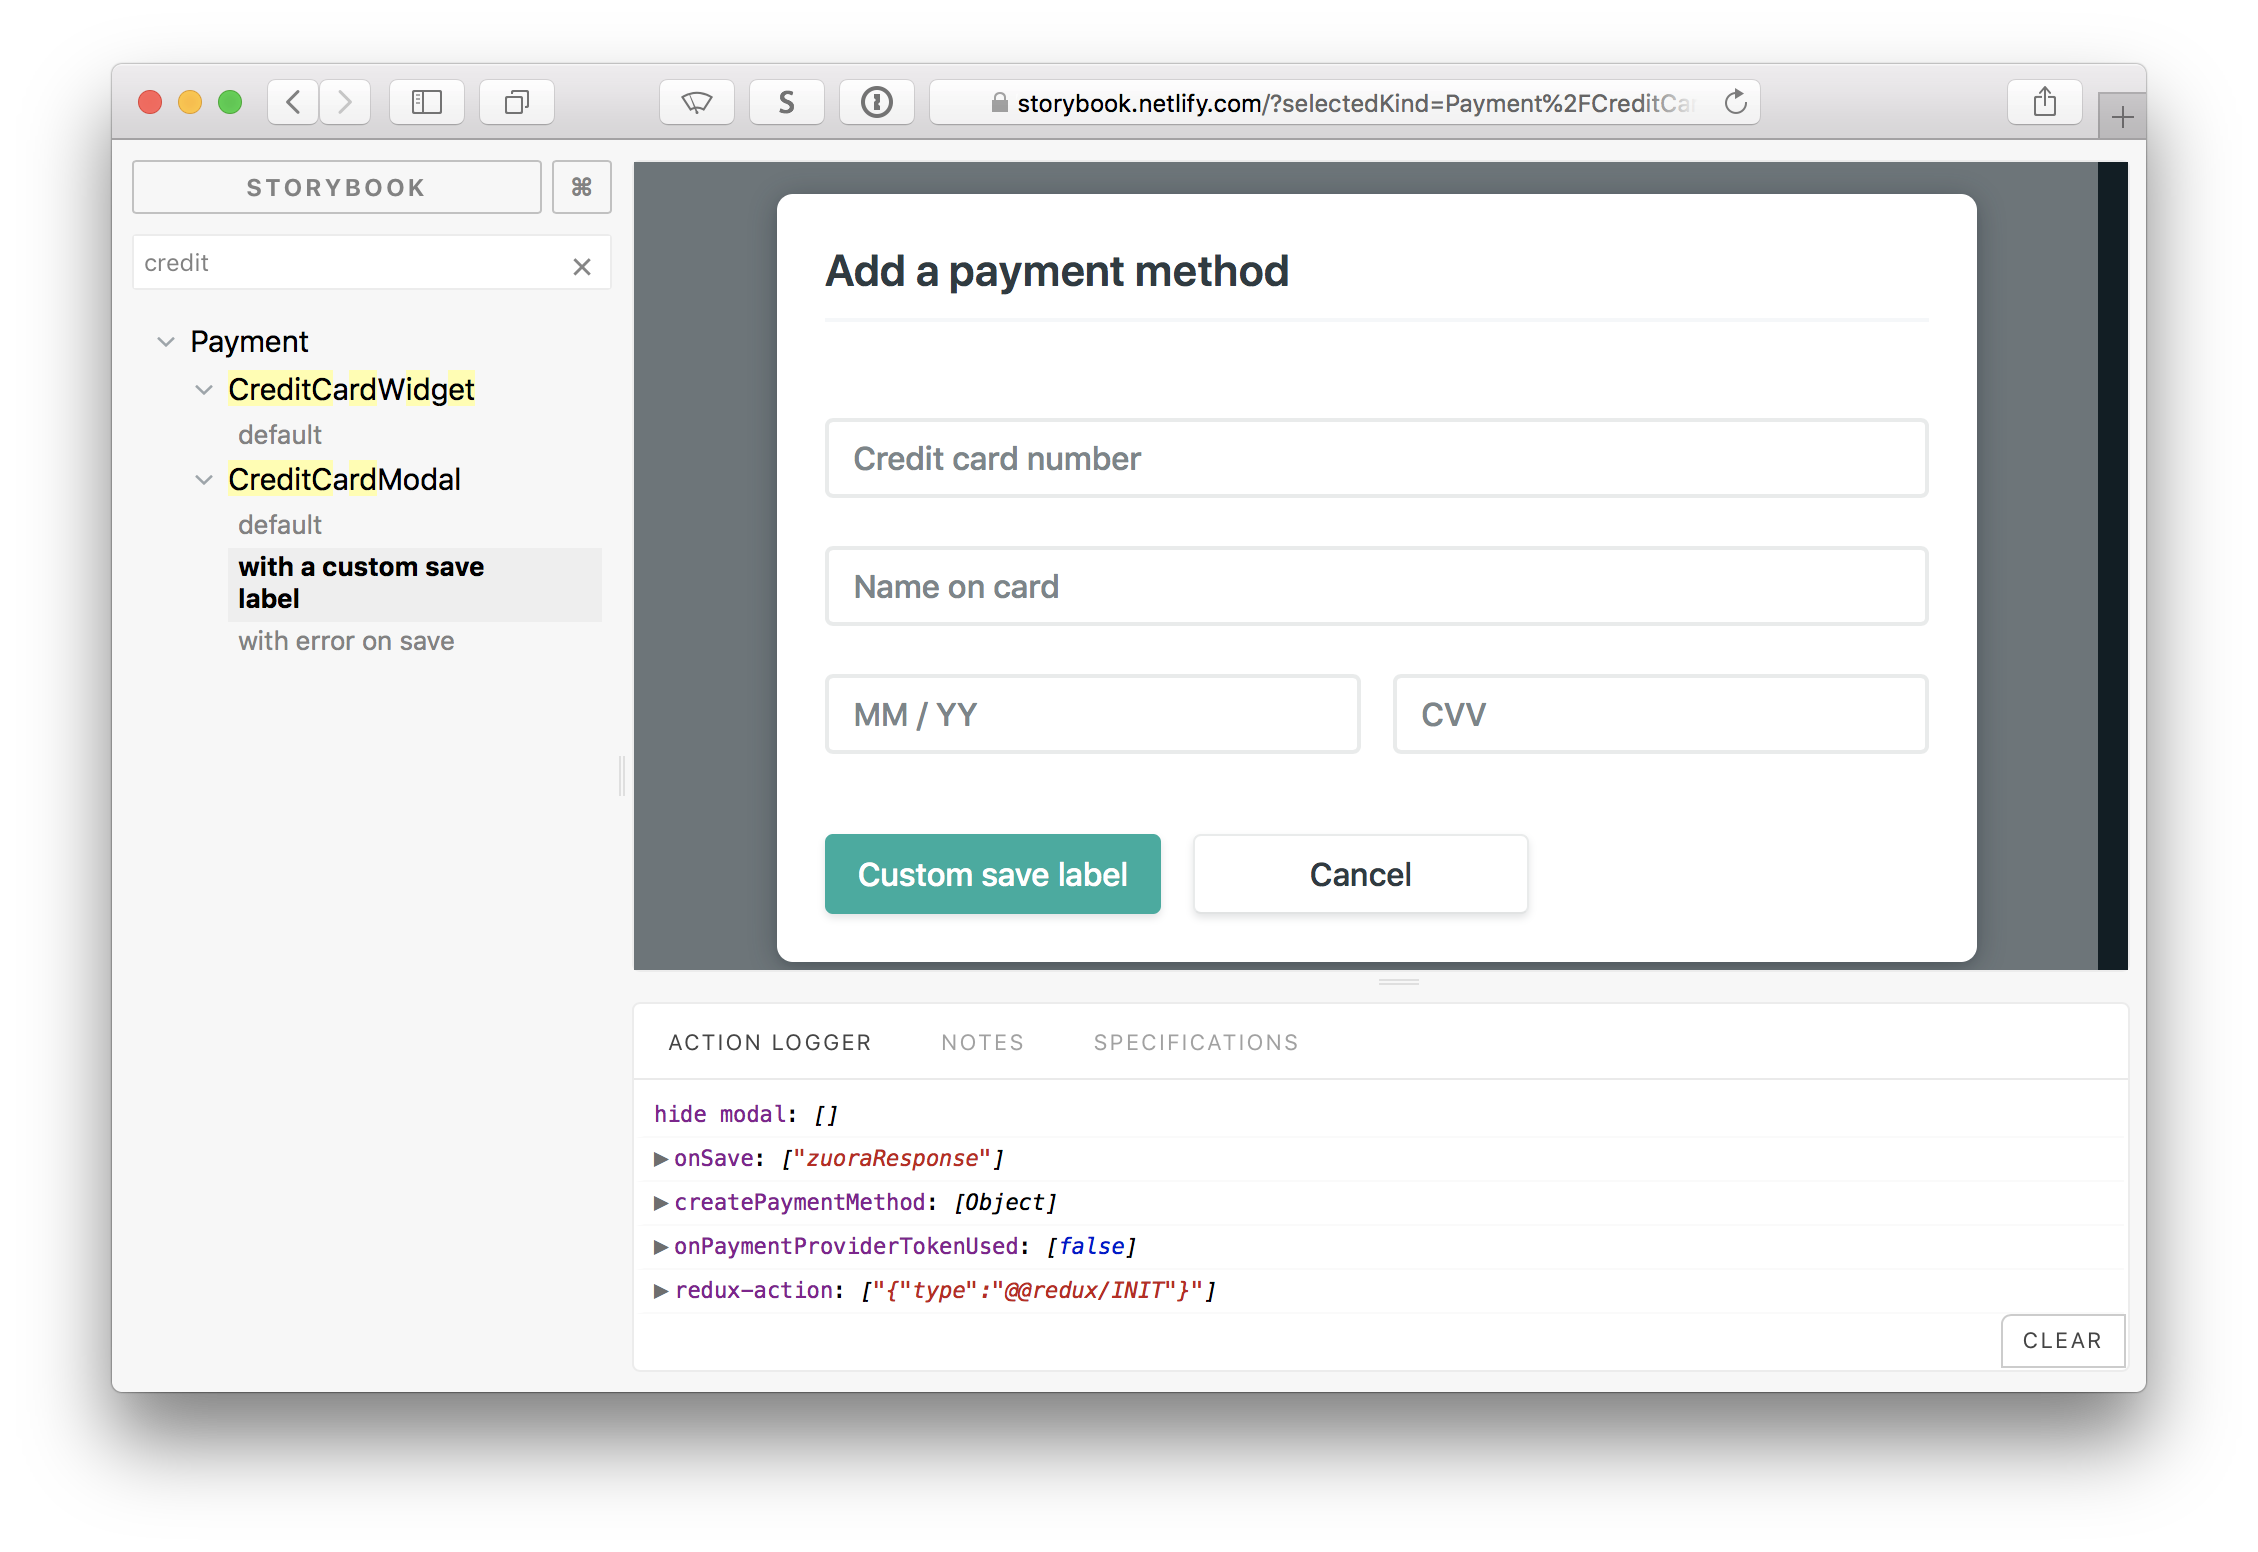 S
storybook.netlify.com/?selectedKind=Payment%2FCreditCa
STORYBOOK
⌘
credit
Payment
CreditCardWidget
default
CreditCardModal
default
with a custom save
label
with error on save
Add a payment method
Credit card number
Name on card
MM / YY
CVV
Custom save label
Cancel
ACTION LOGGER NOTES SPECIFICATIONS
hide modal: []
▶ onSave: ["zuoraResponse"]
▶ createPaymentMethod: [Object]
▶ onPaymentProviderTokenUsed: [false]
▶ redux-action: ["{"type":"@@redux/INIT"}"]
CLEAR